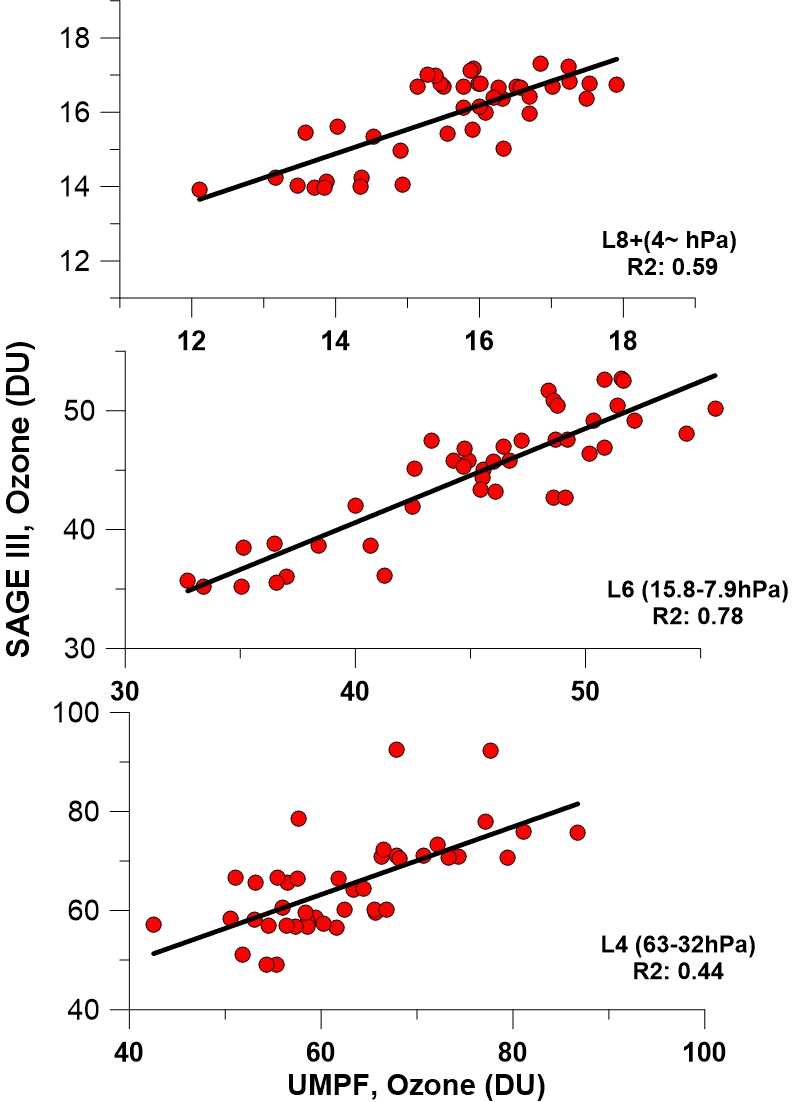 18
16
14
12
L8+(4~ hPa)
R2: 0.59
12 14 16 18
SAGE III, Ozone (DU)
50
40
30
L6 (15.8-7.9hPa)
R2: 0.78
30 40 50
100
80
60
40
L4 (63-32hPa)
R2: 0.44
40 60 80 100
UMPF, Ozone (DU)